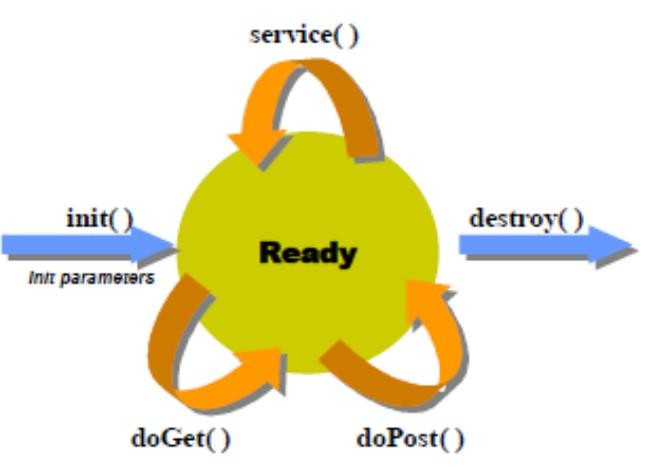 service( )
init( )
destroy( )
Ready
Init parameters
doGet( )
doPost( )